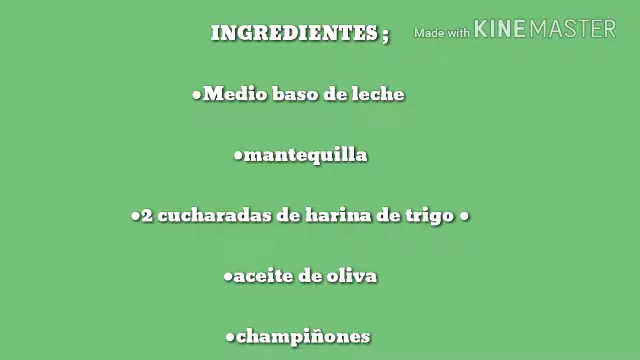 INGREDIENTES ;
Made with KINEMASTER
●Medio baso de leche
●mantequilla
●2 cucharadas de harina de trigo ●
●aceite de oliva
●champiñones